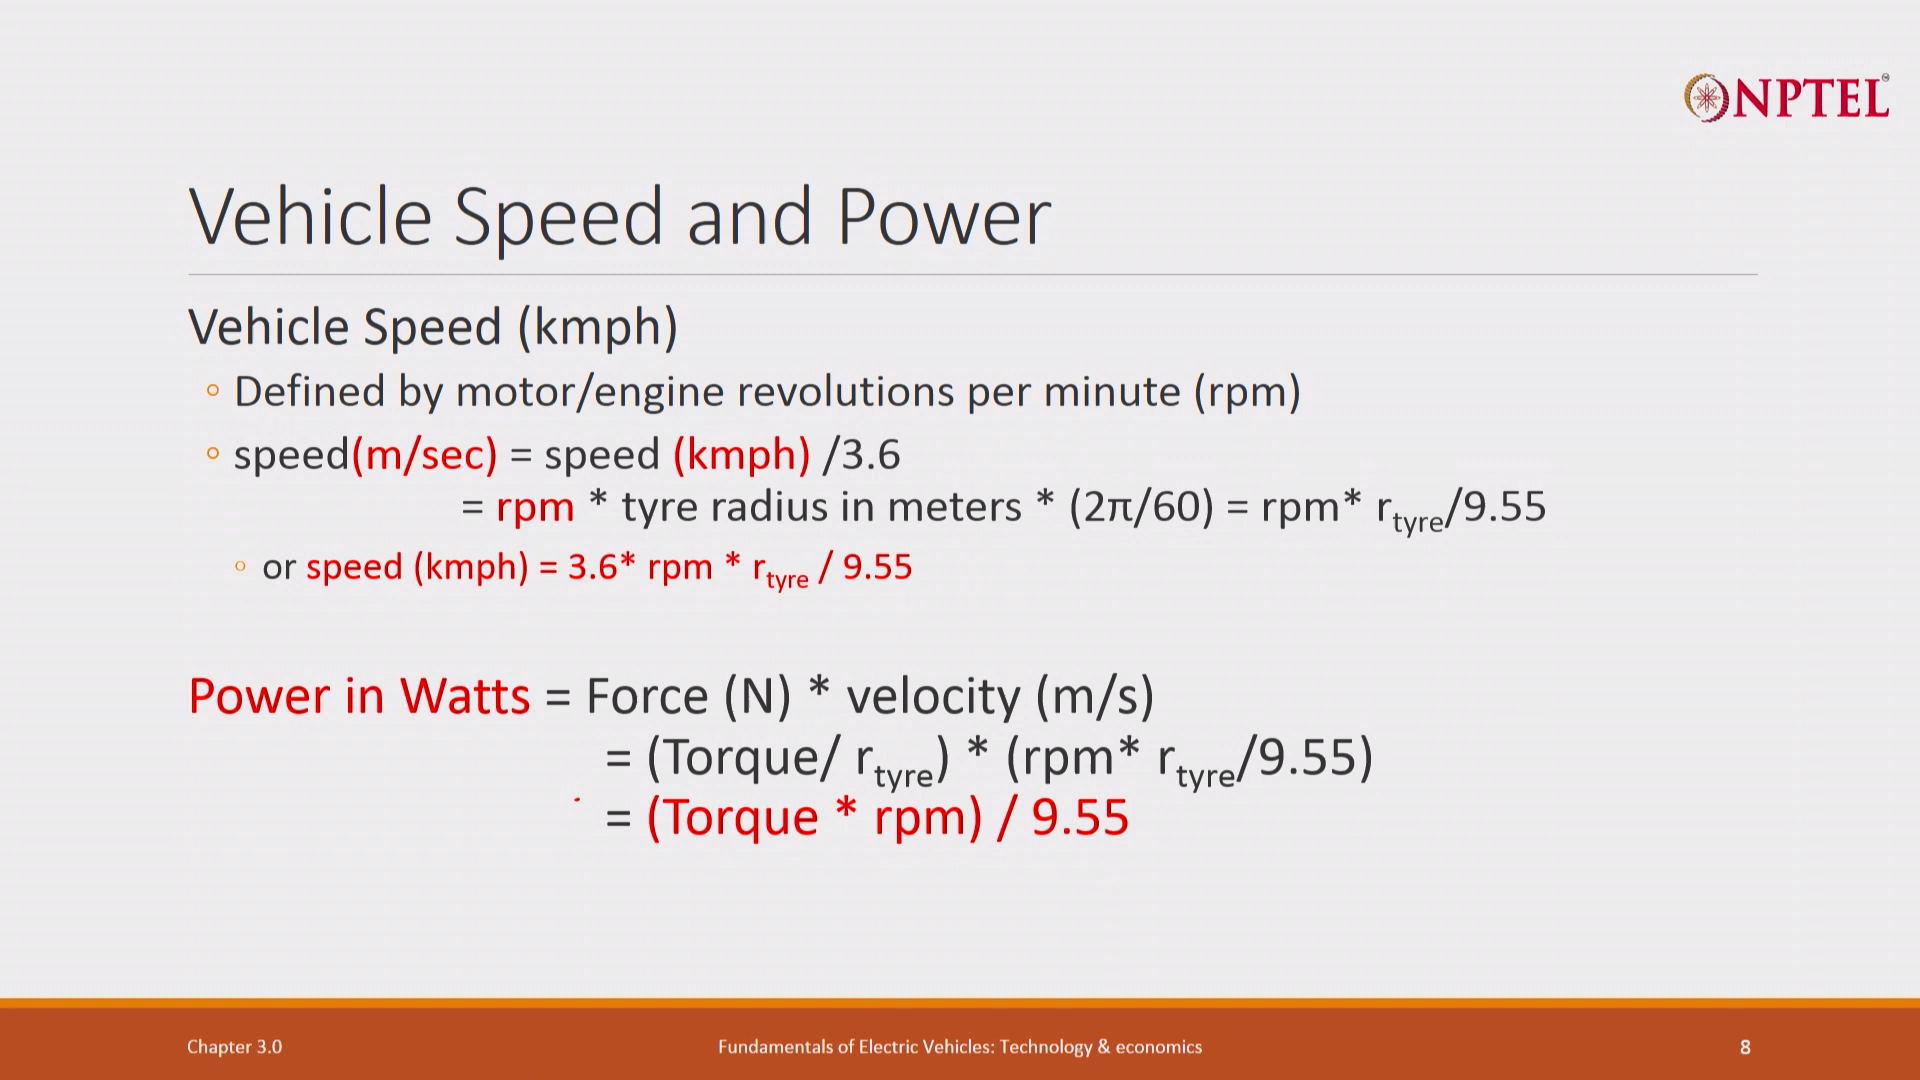 NPTEL
Vehicle Speed and Power
Vehicle Speed (kmph)
◦ Defined by motor/engine revolutions per minute (rpm)
◦ speed(m/sec) = speed (kmph) /3.6
= rpm * tyre radius in meters * (2π/60) = rpm* rtyre/9.55
◦ or speed (kmph) = 3.6* rpm * rtyre / 9.55
Power in Watts = Force (N) * velocity (m/s)
= (Torque/ rtyre) * (rpm* rtyre/9.55)
= (Torque * rpm) / 9.55
Chapter 3.0
Fundamentals of Electric Vehicles: Technology & economics
8